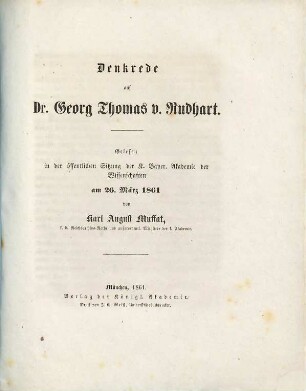 Denkrede
auf
Dr. Georg Thomas v. Rudhart.
Gelesen
in der öffentlichen Sitzung der K. Bayer. Akademie der
Wissenschaften
am 26. März 1861
von
Karl August Muffat,
München, 1861.
Verlag der königl. Akademie